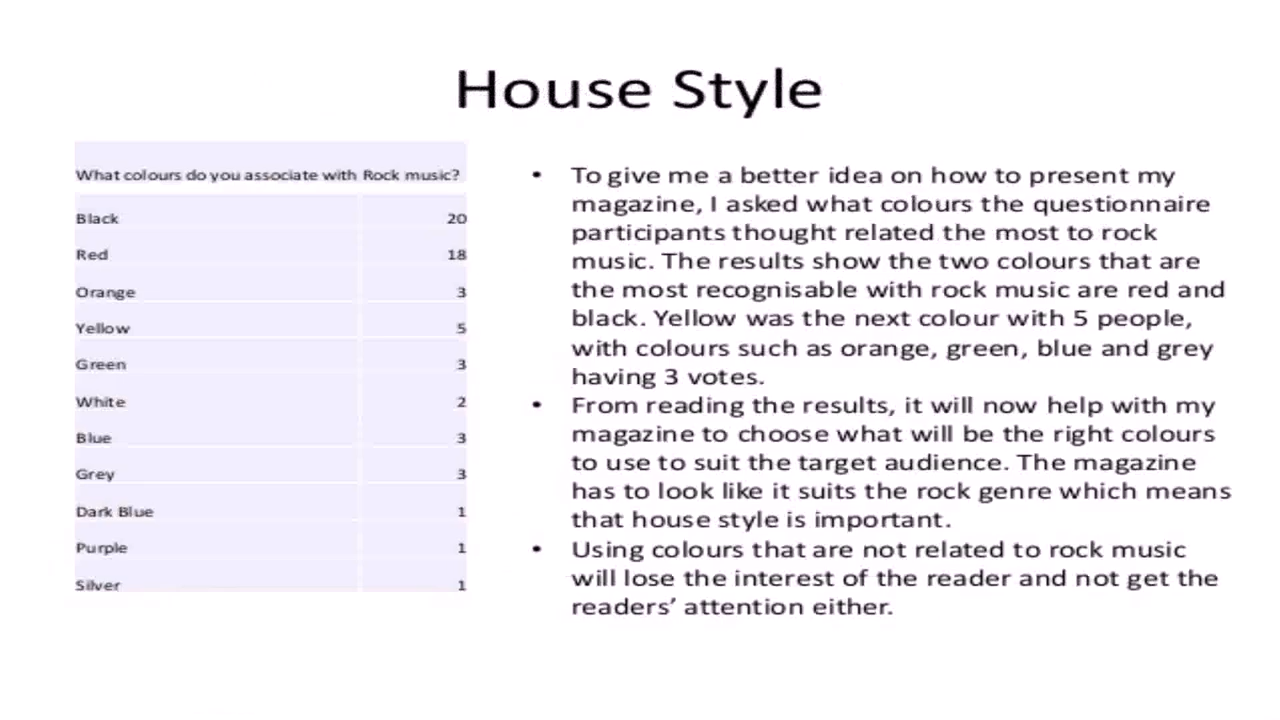 House Style
What colours do you associate with Rock music?
Black 20
Red 18
Orange 3
Yellow 5
Green 3
White 2
Blue 3
Grey 3
Dark Blue 1
Purple 1
Silver 1
• To give me a better idea on how to present my
magazine, I asked what colours the questionnaire
participants thought related the most to rock
music. The results show the two colours that are
the most recognisable with rock music are red and
black. Yellow was the next colour with 5 people,
with colours such as orange, green, blue and grey
having 3 votes.
• From reading the results, it will now help with my
magazine to choose what will be the right colours
to use to suit the target audience. The magazine
has to look like it suits the rock genre which means
that house style is important.
• Using colours that are not related to rock music
will lose the interest of the reader and not get the
readers’ attention either.